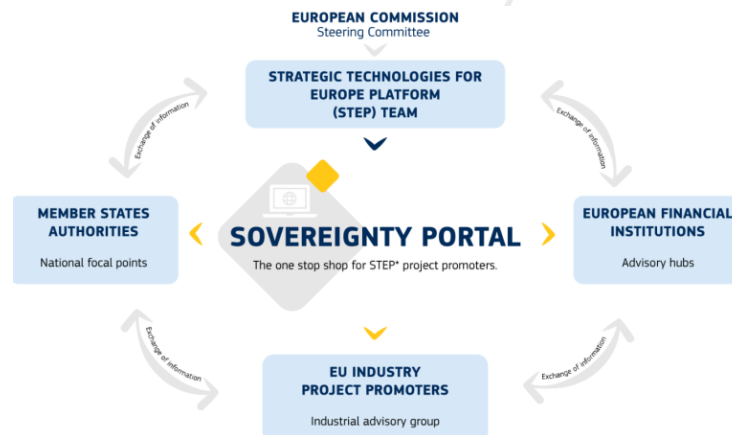 EUROPEAN COMMISSION
Steering Committee
STRATEGIC TECHNOLOGIES FOR
EUROPE PLATFORM
(STEP) TEAM
Exchange of information
Exchange of information
MEMBER STATES
AUTHORITIES
National focal points
SOVEREIGNTY PORTAL
The one stop shop for STEP* project promoters.
EUROPEAN FINANCIAL
INSTITUTIONS
Advisory hubs
Exchange of information
Exchange of information
EU INDUSTRY
PROJECT PROMOTERS
Industrial advisory group